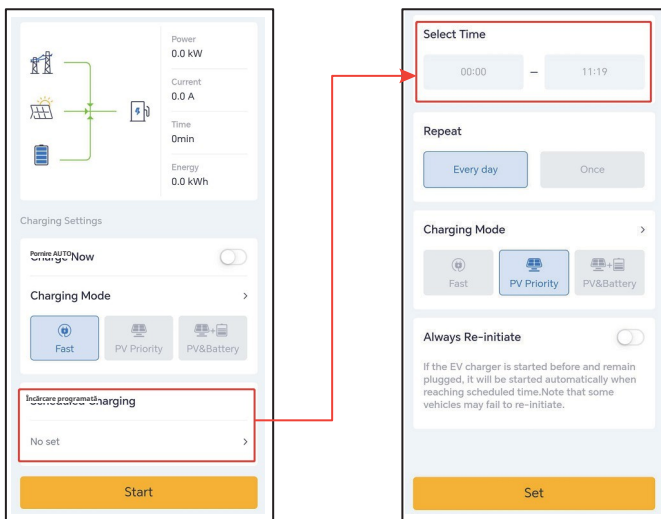 Power
0.0 kW
Current
0.0 A
Time
0min
Energy
0.0 kWh
Charging Settings
Pornire AUTO
Charge Now
Charging Mode
Fast
PV Priority
PV&Battery
Încărcare programată
Scheduled Charging
No set
Start
Select Time
00:00 – 11:19
Repeat
Every day
Once
Charging Mode
Fast
PV Priority
PV&Battery
Always Re-initiate
If the EV charger is started before and remain
plugged, it will be started automatically when
reaching scheduled time.Note that some
vehicles may fail to re-initiate.
Set